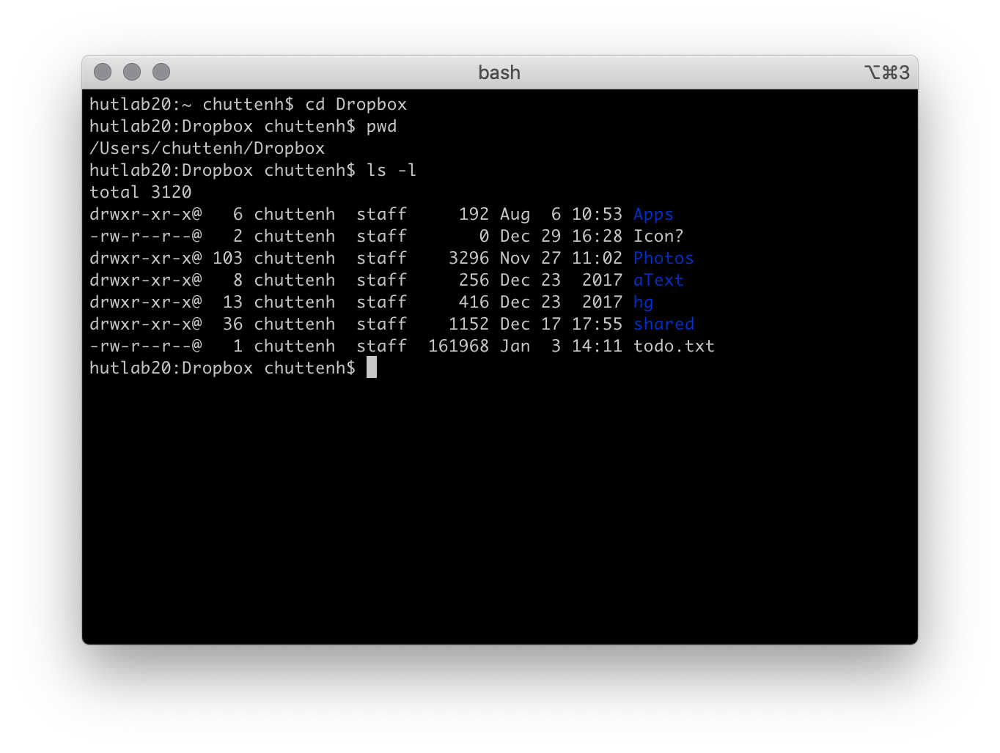 bash ⌥⌘3
hutlab20:~ chuttenh$ cd Dropbox
hutlab20:Dropbox chuttenh$ pwd
/Users/chuttenh/Dropbox
hutlab20:Dropbox chuttenh$ ls -l
total 3120
drwxr-xr-x@   6 chuttenh  staff     192 Aug  6 10:53 Apps
-rw-r--r--@   2 chuttenh  staff       0 Dec 29 16:28 Icon?
drwxr-xr-x@ 103 chuttenh  staff    3296 Nov 27 11:02 Photos
drwxr-xr-x@   8 chuttenh  staff     256 Dec 23  2017 aText
drwxr-xr-x@  13 chuttenh  staff     416 Dec 23  2017 hg
drwxr-xr-x@  36 chuttenh  staff    1152 Dec 17 17:55 shared
-rw-r--r--@   1 chuttenh  staff  161968 Jan  3 14:11 todo.txt
hutlab20:Dropbox chuttenh$